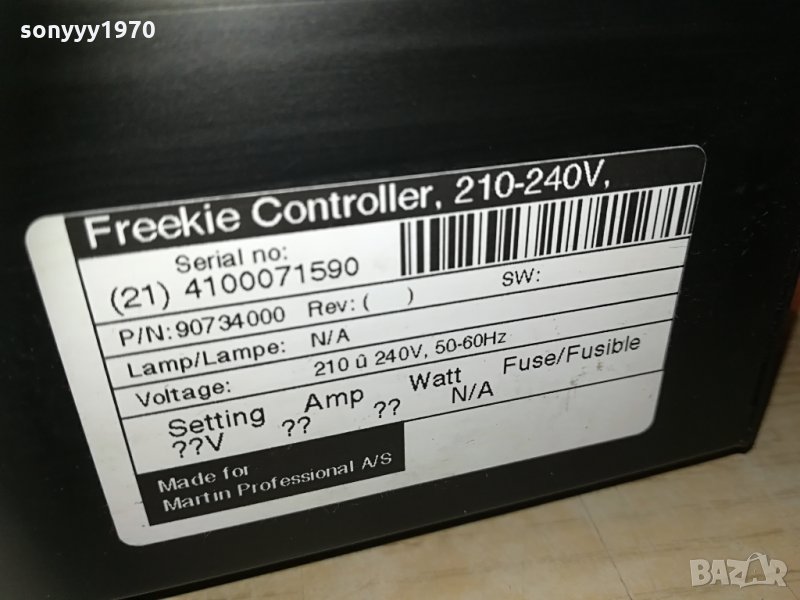 sonyyy1970
Freekie Controller, 210-240V,
Serial no:
(21) 4100071590
P/N: 90734000 Rev: ( ) SW:
Lamp/Lampe: N/A
Voltage: 210 û 240V, 50-60Hz
Setting Amp Watt Fuse/Fusible
??V ?? ?? N/A
Made for
Martin Professional A/S
BAZAR